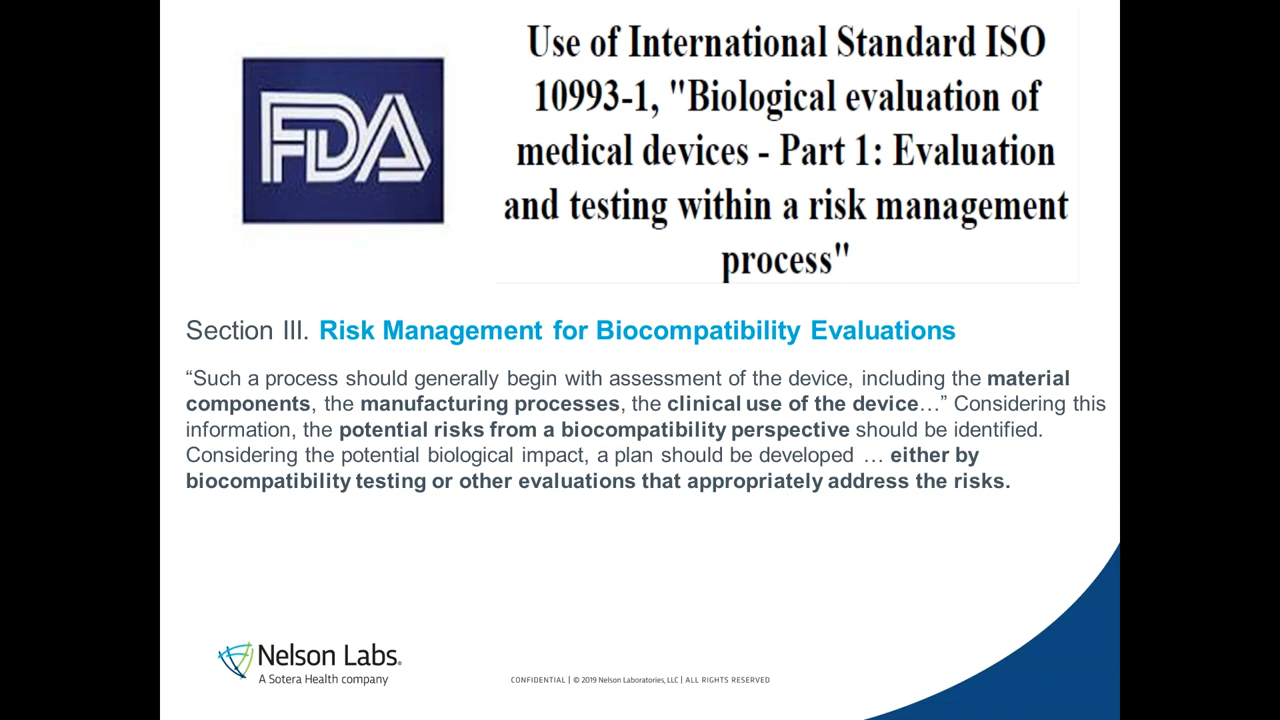 FDA
Use of International Standard ISO
10993-1, "Biological evaluation of
medical devices - Part 1: Evaluation
and testing within a risk management
process"
Section III. Risk Management for Biocompatibility Evaluations
“Such a process should generally begin with assessment of the device, including the material
components, the manufacturing processes, the clinical use of the device…” Considering this
information, the potential risks from a biocompatibility perspective should be identified.
Considering the potential biological impact, a plan should be developed … either by
biocompatibility testing or other evaluations that appropriately address the risks.
Nelson Labs.
A Sotera Health company
CONFIDENTIAL | © 2019 Nelson Laboratories, LLC | ALL RIGHTS RESERVED